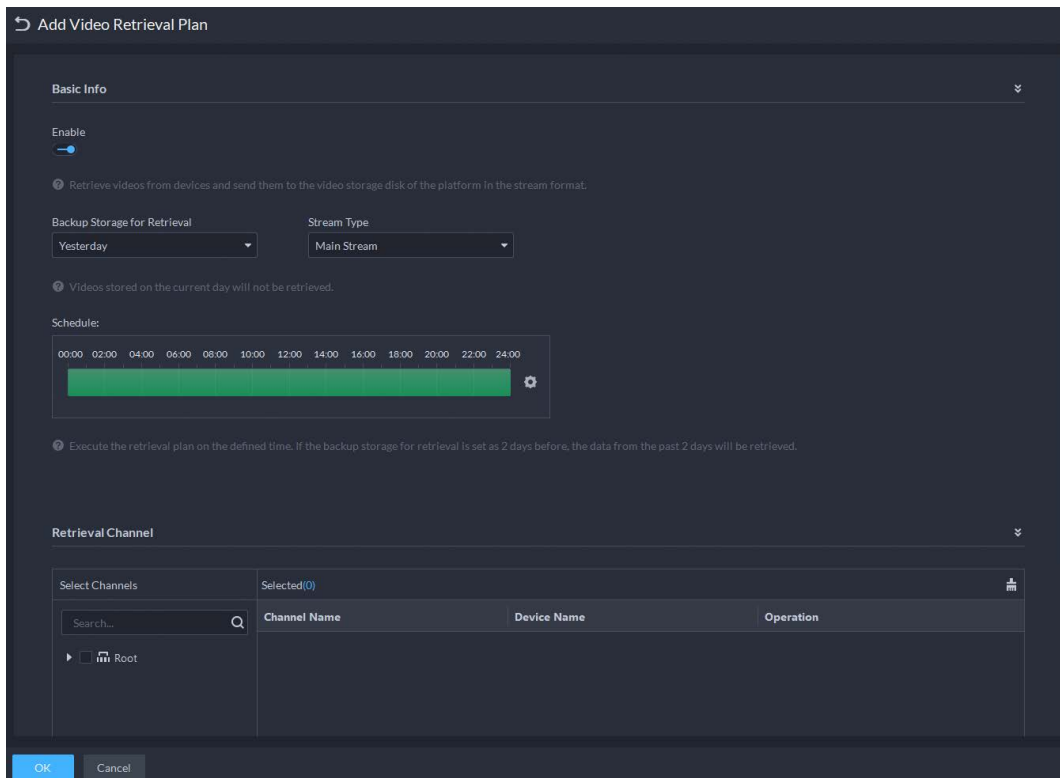 Add Video Retrieval Plan
Basic Info
Enable
Retrieve videos from devices and send them to the video storage disk of the platform in the stream format.
Backup Storage for Retrieval Stream Type
Yesterday Main Stream
Videos stored on the current day will not be retrieved.
Schedule:
00:00 02:00 04:00 06:00 08:00 10:00 12:00 14:00 16:00 18:00 20:00 22:00 24:00
Execute the retrieval plan on the defined time. If the backup storage for retrieval is set as 2 days before, the data from the past 2 days will be retrieved.
Retrieval Channel
Select Channels Selected(0)
Search... Channel Name Device Name Operation
Root
OK Cancel